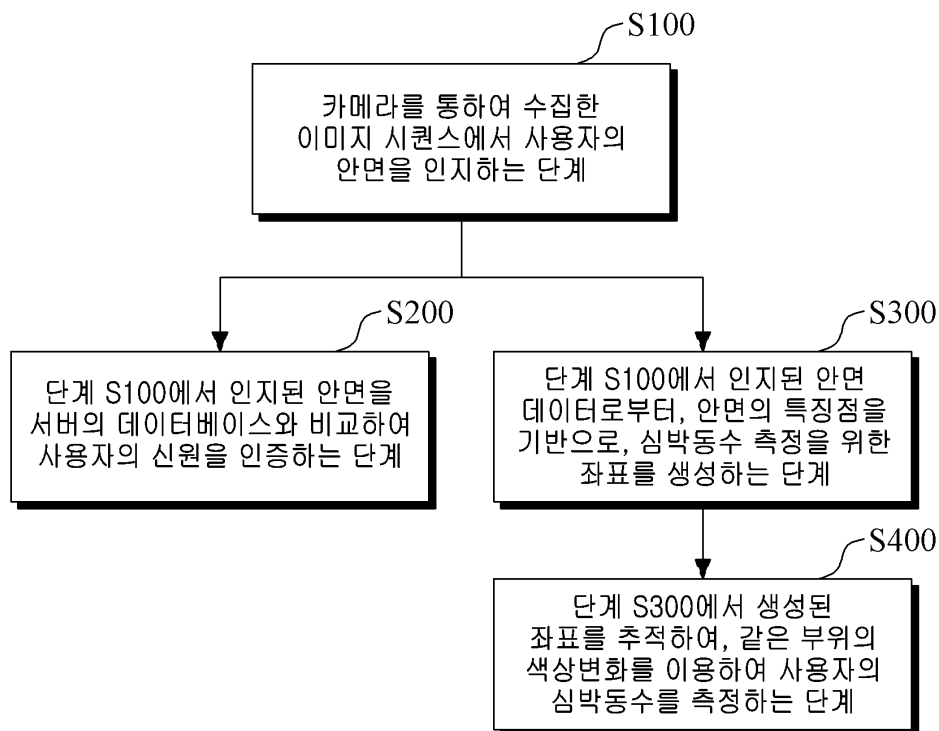 S100
카메라를 통하여 수집한
이미지 시퀀스에서 사용자의
안면을 인지하는 단계
S200
단계 S100에서 인지된 안면을
서버의 데이터베이스와 비교하여
사용자의 신원을 인증하는 단계
S300
단계 S100에서 인지된 안면
데이터로부터, 안면의 특징점을
기반으로, 심박동수 측정을 위한
좌표를 생성하는 단계
S400
단계 S300에서 생성된
좌표를 추적하여, 같은 부위의
색상변화를 이용하여 사용자의
심박동수를 측정하는 단계